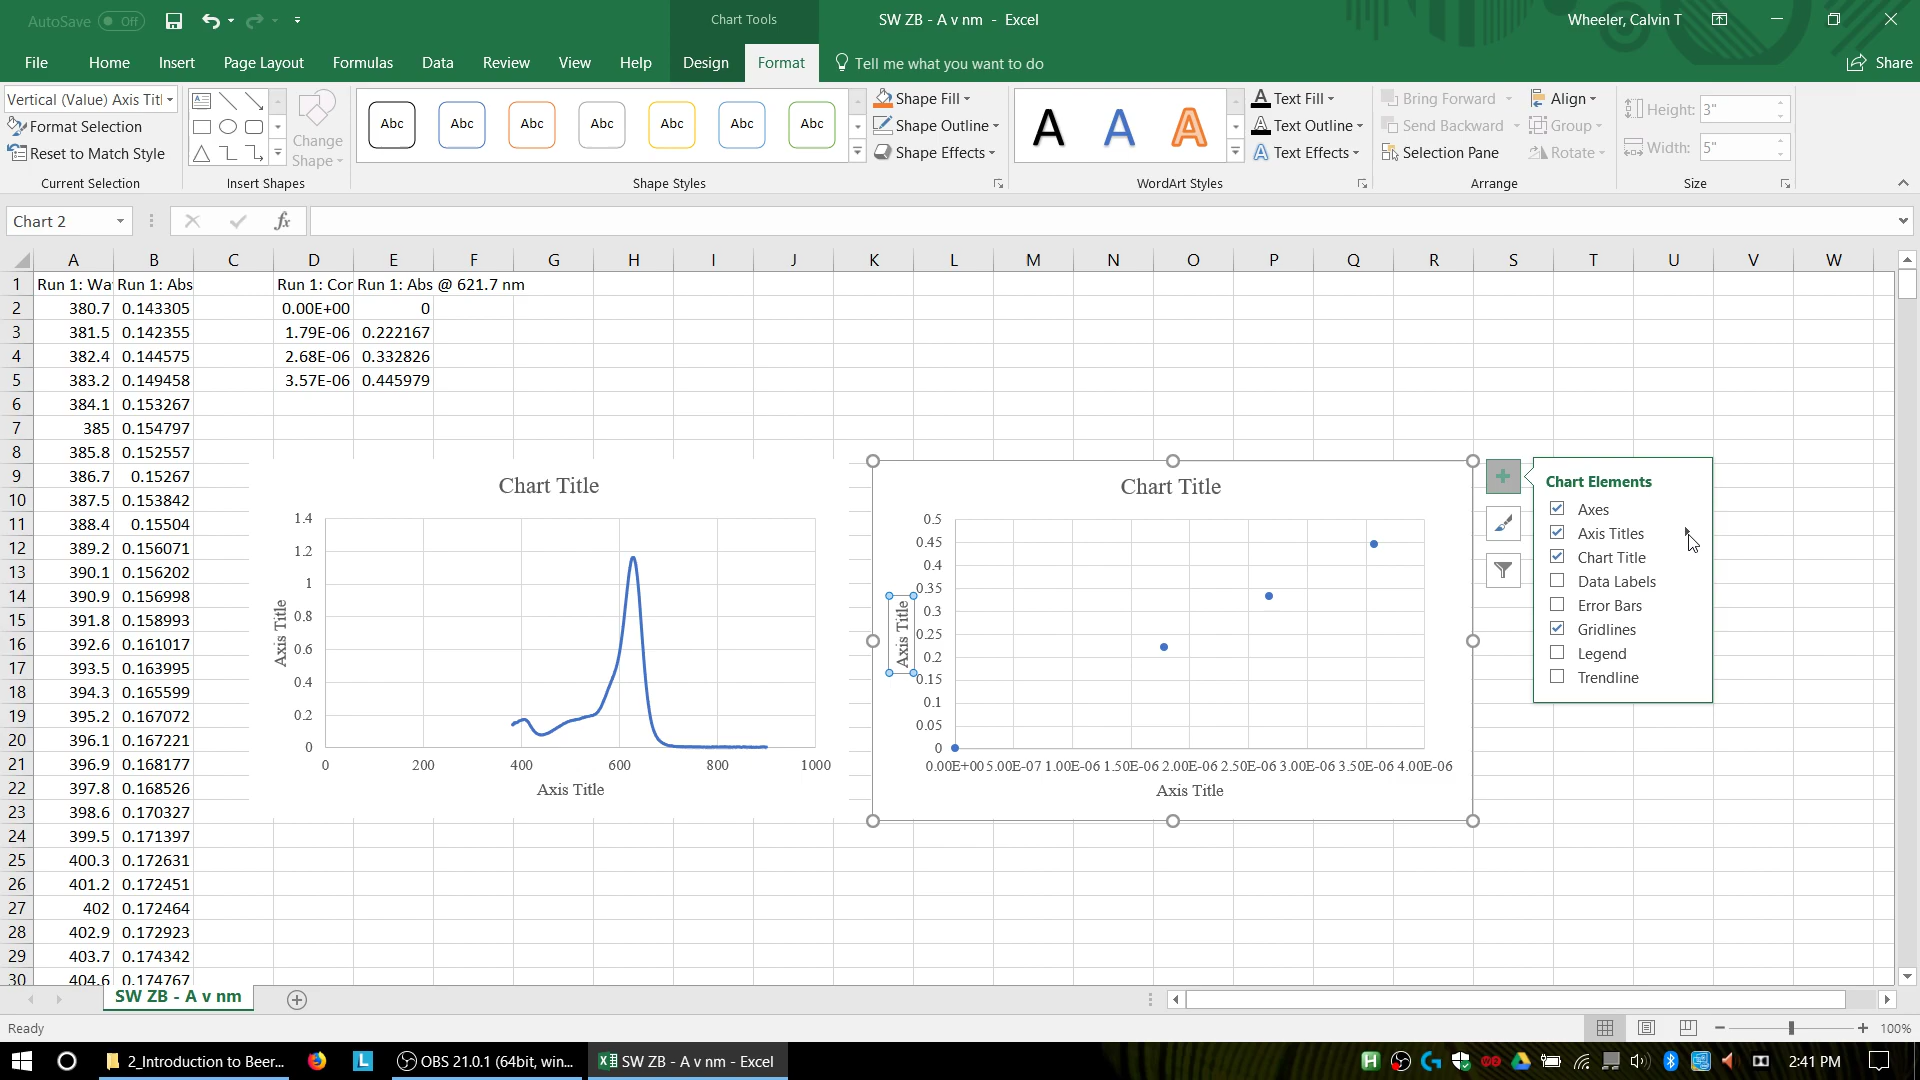 AutoSave Off
Chart Tools
SW ZB - A v nm - Excel
Wheeler, Calvin T
File Home Insert Page Layout Formulas Data Review View Help Design Format Tell me what you want to do Share
Vertical (Value) Axis Titl
Format Selection
Reset to Match Style
Current Selection
Change Shape
Insert Shapes
Abc Abc Abc Abc Abc Abc Abc
Shape Fill
Shape Outline
Shape Effects
Shape Styles
A A A
Text Fill
Text Outline
Text Effects
WordArt Styles
Bring Forward
Send Backward
Selection Pane
Align
Group
Rotate
Arrange
Height: 3"
Width: 5"
Size
Chart 2 fx
A B C D E F G H I J K L M N O P Q R S T U V W
1 Run 1: Wa Run 1: Abs Run 1: Cor Run 1: Abs @ 621.7 nm
2 380.7 0.143305 0.00E+00 0
3 381.5 0.142355 1.79E-06 0.222167
4 382.4 0.144575 2.68E-06 0.332826
5 383.2 0.149458 3.57E-06 0.445979
6 384.1 0.153267
7 385 0.154797
8 385.8 0.152557
9 386.7 0.15267
10 387.5 0.153842
11 388.4 0.15504
12 389.2 0.156071
13 390.1 0.156202
14 390.9 0.156998
15 391.8 0.158993
16 392.6 0.161017
17 393.5 0.163995
18 394.3 0.165599
19 395.2 0.167072
20 396.1 0.167221
21 396.9 0.168177
22 397.8 0.168526
23 398.6 0.170327
24 399.5 0.171397
25 400.3 0.172631
26 401.2 0.172451
27 402 0.172464
28 402.9 0.172923
29 403.7 0.174342
30 404.6 0.174767
Chart Title
1.4
1.2
1
0.8
0.6
0.4
0.2
0
Axis Title
0 200 400 600 800 1000
Axis Title
Chart Title
0.5
0.45
0.4
0.35
0.3
0.25
0.2
0.15
0.1
0.05
0
Axis Title
0.00E+00 5.00E-07 1.00E-06 1.50E-06 2.00E-06 2.50E-06 3.00E-06 3.50E-06 4.00E-06
Axis Title
Chart Elements
Axes
Axis Titles
Chart Title
Data Labels
Error Bars
Gridlines
Legend
Trendline
SW ZB - A v nm
Ready
100%
2_Introduction to Beer...
L
OBS 21.0.1 (64bit, win...
SW ZB - A v nm - Excel
2:41 PM